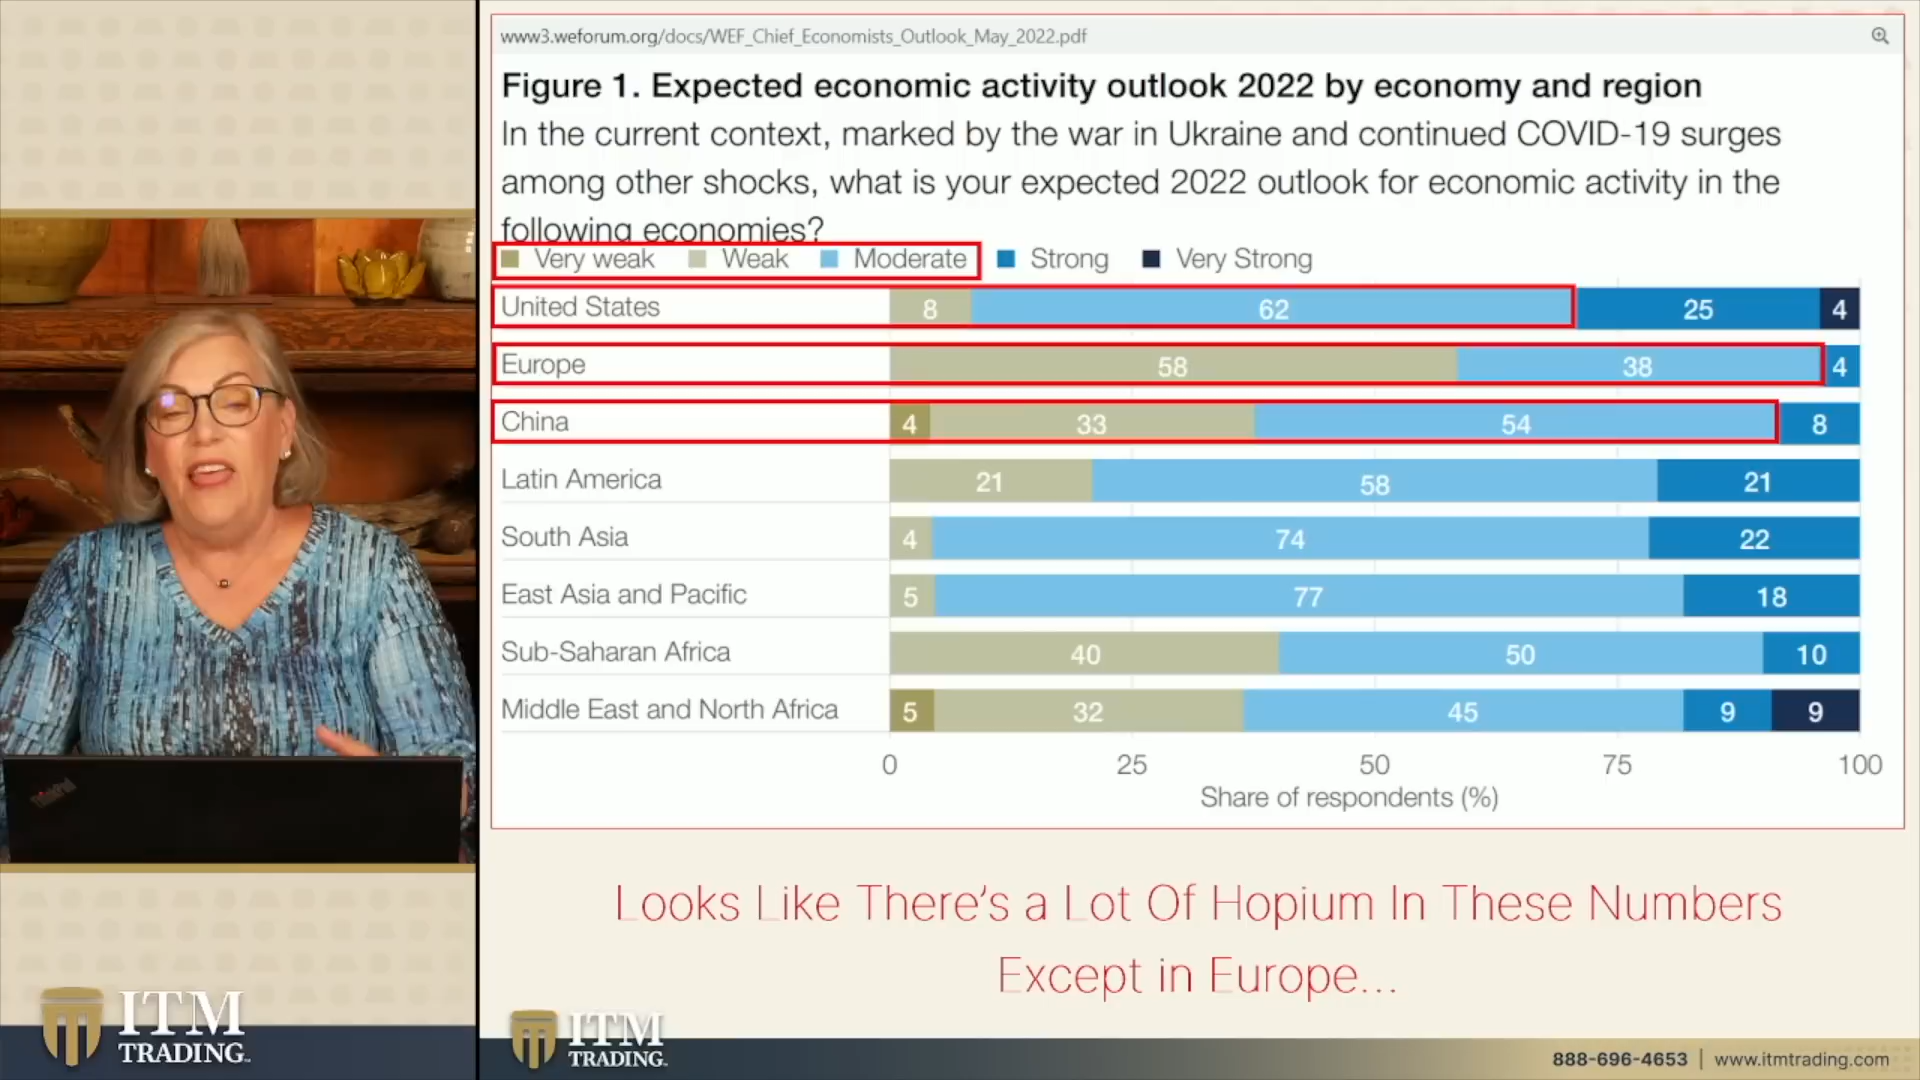 www3.weforum.org/docs/WEF_Chief_Economists_Outlook_May_2022.pdf
Figure 1. Expected economic activity outlook 2022 by economy and region
In the current context, marked by the war in Ukraine and continued COVID-19 surges
among other shocks, what is your expected 2022 outlook for economic activity in the
following economies?
Very weak Weak Moderate Strong Very Strong
United States 8 62 25 4
Europe 58 38 4
China 4 33 54 8
Latin America 21 58 21
South Asia 4 74 22
East Asia and Pacific 5 77 18
Sub-Saharan Africa 40 50 10
Middle East and North Africa 5 32 45 9 9
0 25 50 75 100
Share of respondents (%)
ThinkPad
Looks Like There's a Lot Of Hopium In These Numbers
Except in Europe...
ITM
TRADING
ITM
TRADING
888-696-4653 | www.itmtrading.com